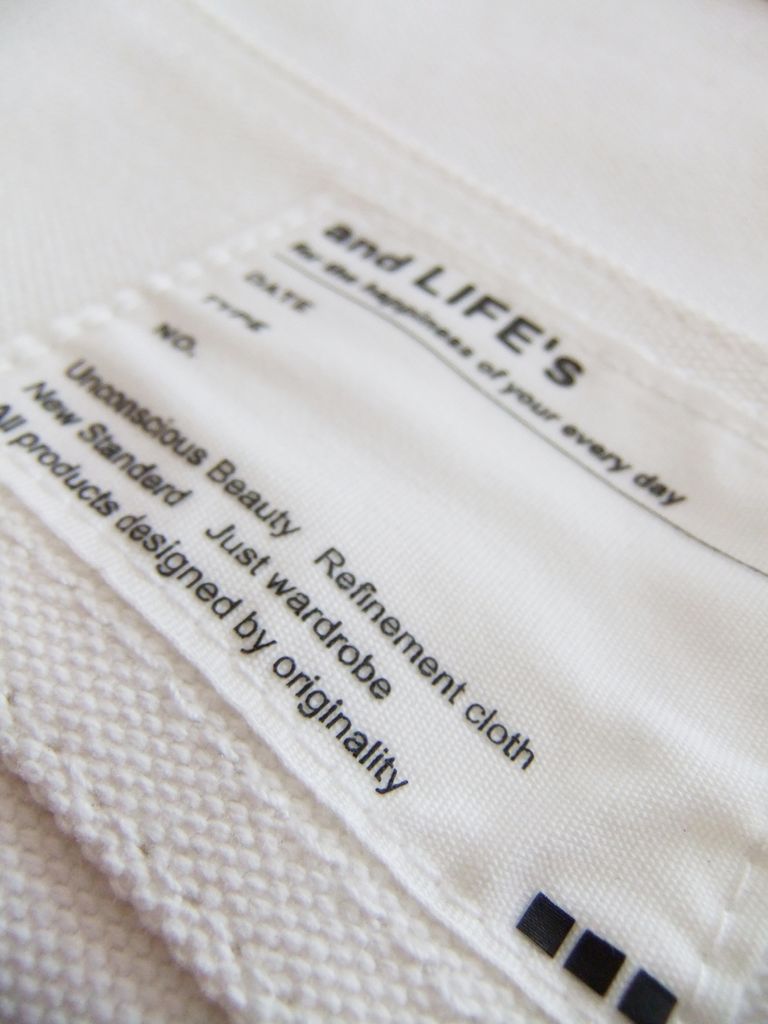 and LIFE's
for the happiness of your every day
DATE
TYPE
NO.
Unconscious Beauty Refinement cloth
New Standerd Just wardrobe
All products designed by originality